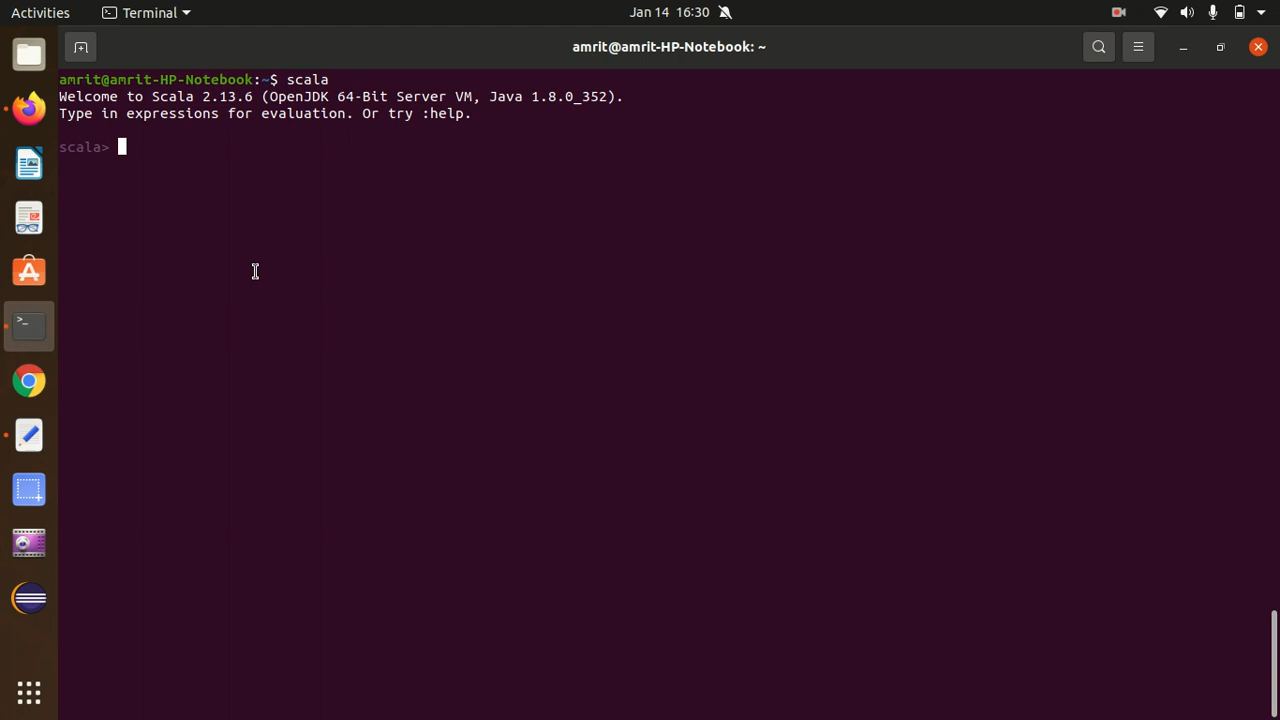 Activities Terminal Jan 14 16:30
amrit@amrit-HP-Notebook: ~
amrit@amrit-HP-Notebook:~$ scala
Welcome to Scala 2.13.6 (OpenJDK 64-Bit Server VM, Java 1.8.0_352).
Type in expressions for evaluation. Or try :help.
scala>